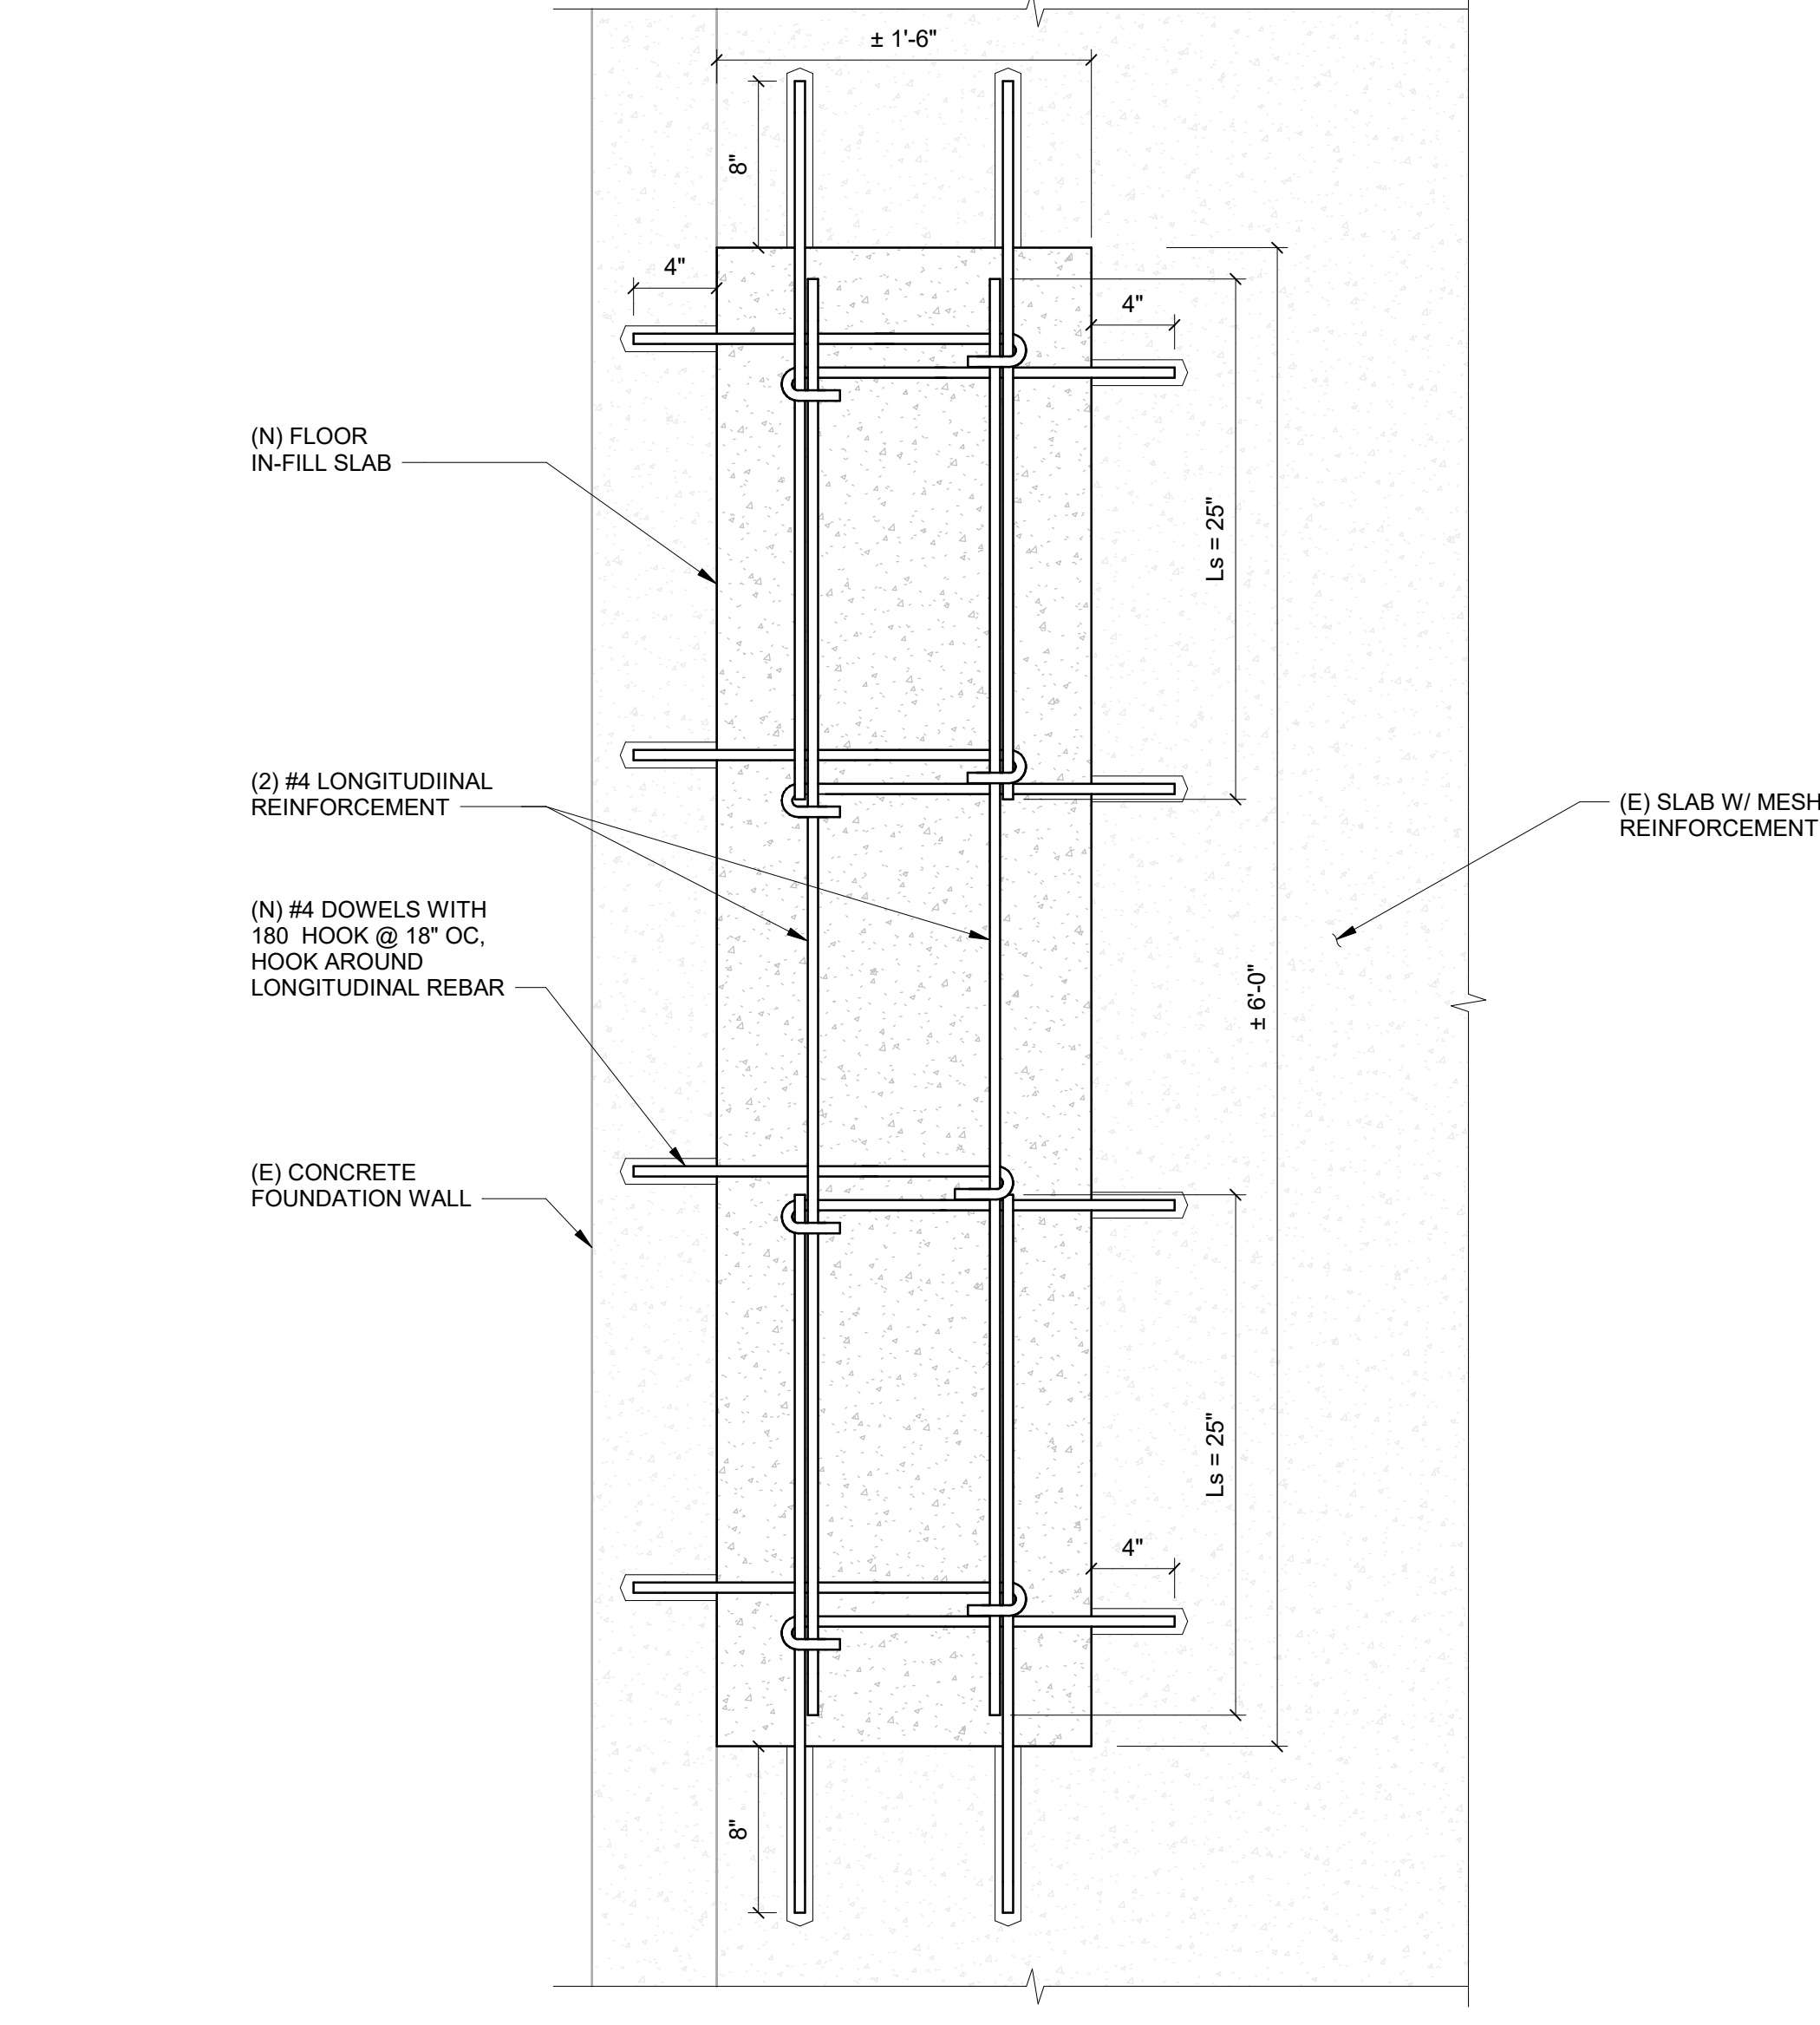 ± 1'-6"
8"
4"
4"
(N) FLOOR
IN-FILL SLAB
Ls = 25"
(2) #4 LONGITUDIINAL
REINFORCEMENT
(E) SLAB W/ MESH
REINFORCEMENT
(N) #4 DOWELS WITH
180  HOOK @ 18" OC,
HOOK AROUND
LONGITUDINAL REBAR
± 6'-0"
(E) CONCRETE
FOUNDATION WALL
Ls = 25"
4"
8"